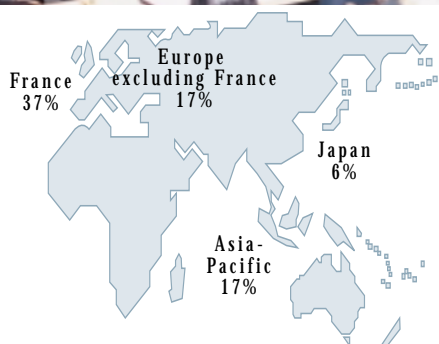 Europe
excluding France
17%
France
37%
Japan
6%
Asia-
Pacific
17%